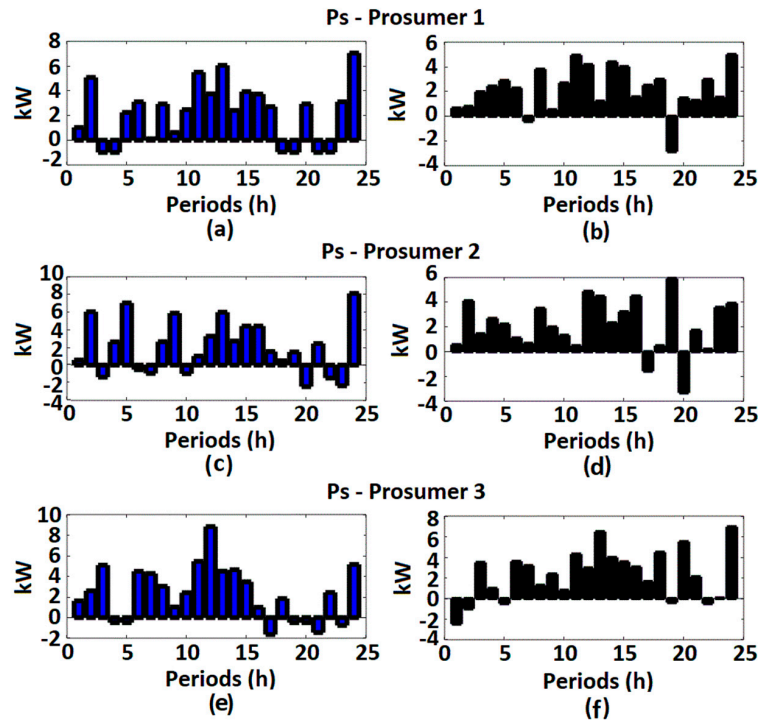 Ps - Prosumer 1
8
6
4
2
0
-2
kW
0 5 10 15 20 25
Periods (h)
(a)
6
4
2
0
-2
-4
kW
0 5 10 15 20 25
Periods (h)
(b)
Ps - Prosumer 2
10
8
6
4
2
0
-2
-4
kW
0 5 10 15 20 25
Periods (h)
(c)
6
4
2
0
-2
-4
kW
0 5 10 15 20 25
Periods (h)
(d)
Ps - Prosumer 3
10
8
6
4
2
0
-2
kW
0 5 10 15 20 25
Periods (h)
(e)
8
6
4
2
0
-2
-4
kW
0 5 10 15 20 25
Periods (h)
(f)